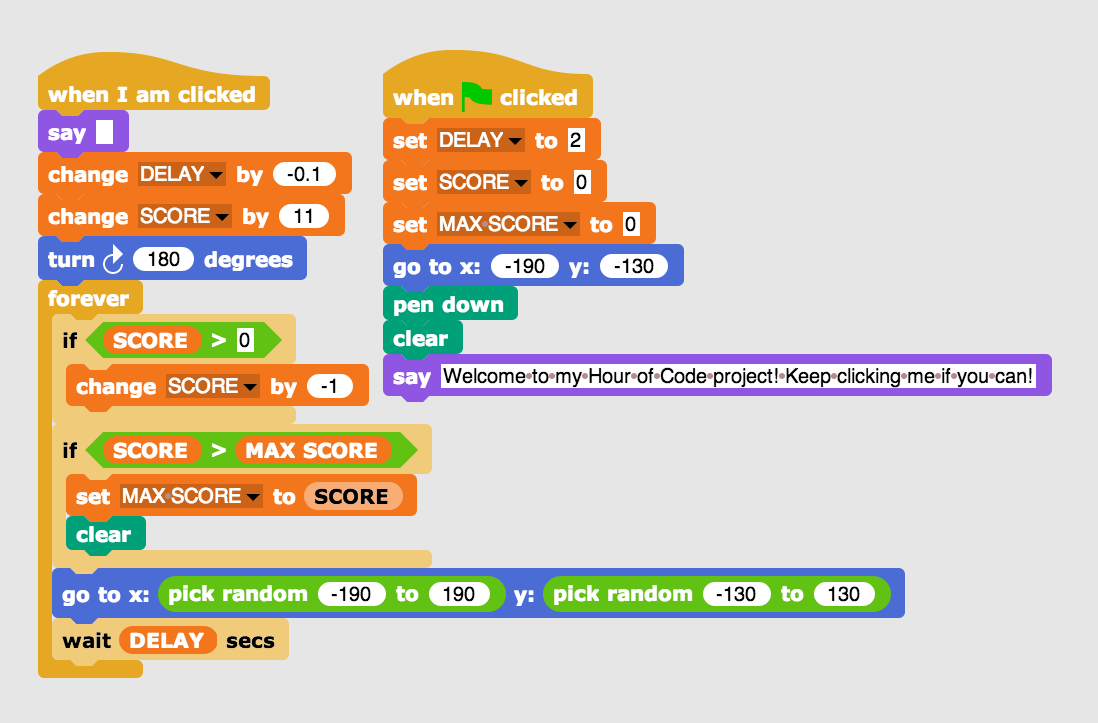 when I am clicked
say
change DELAY by -0.1
change SCORE by 11
turn 180 degrees
forever
if SCORE > 0
change SCORE by -1
if SCORE > MAX SCORE
set MAX SCORE to SCORE
clear
go to x: pick random -190 to 190 y: pick random -130 to 130
wait DELAY secs
when clicked
set DELAY to 2
set SCORE to 0
set MAX SCORE to 0
go to x: -190 y: -130
pen down
clear
say Welcome to my Hour of Code project! Keep clicking me if you can!